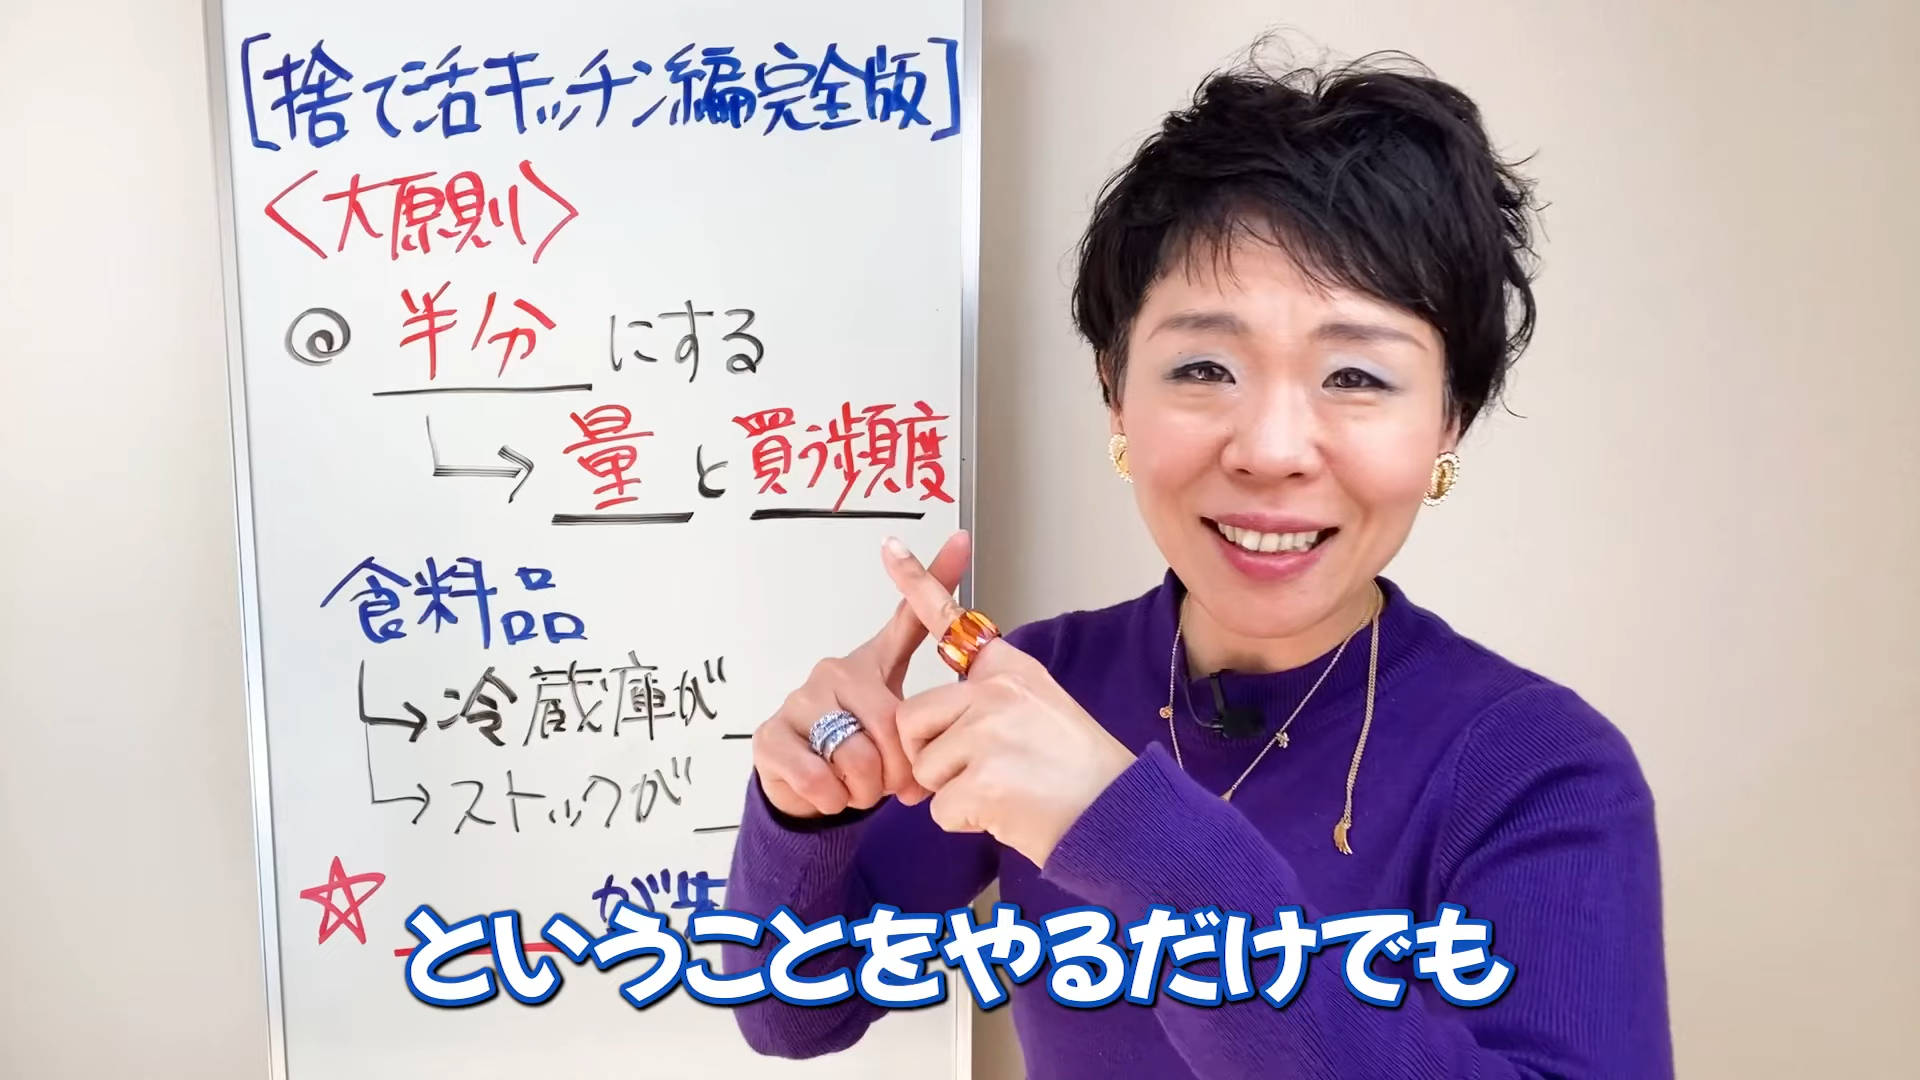 [捨て活キッチン編完全版]
〈大原則〉
@ 半分 にする
→ 量 と 買う頻度
食料品
→冷蔵庫が
→ストックが
☆ が
ということをやるだけでも